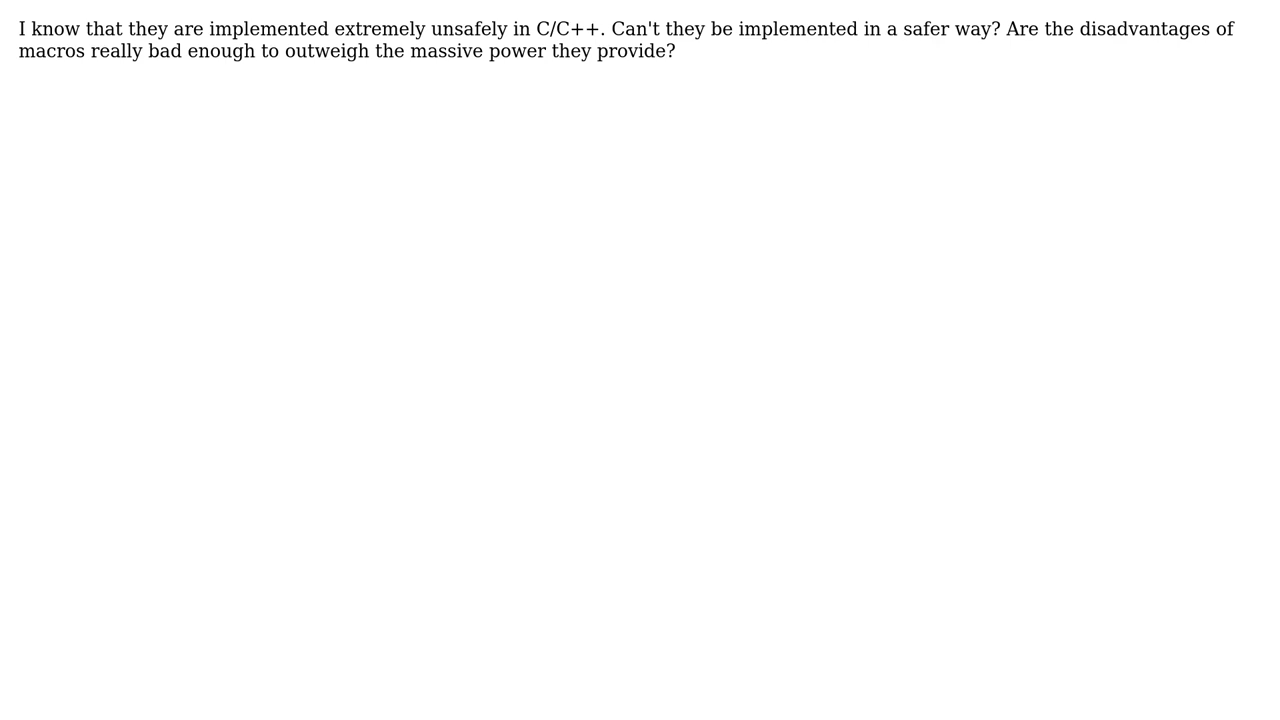 I know that they are implemented extremely unsafely in C/C++. Can't they be implemented in a safer way? Are the disadvantages of
macros really bad enough to outweigh the massive power they provide?